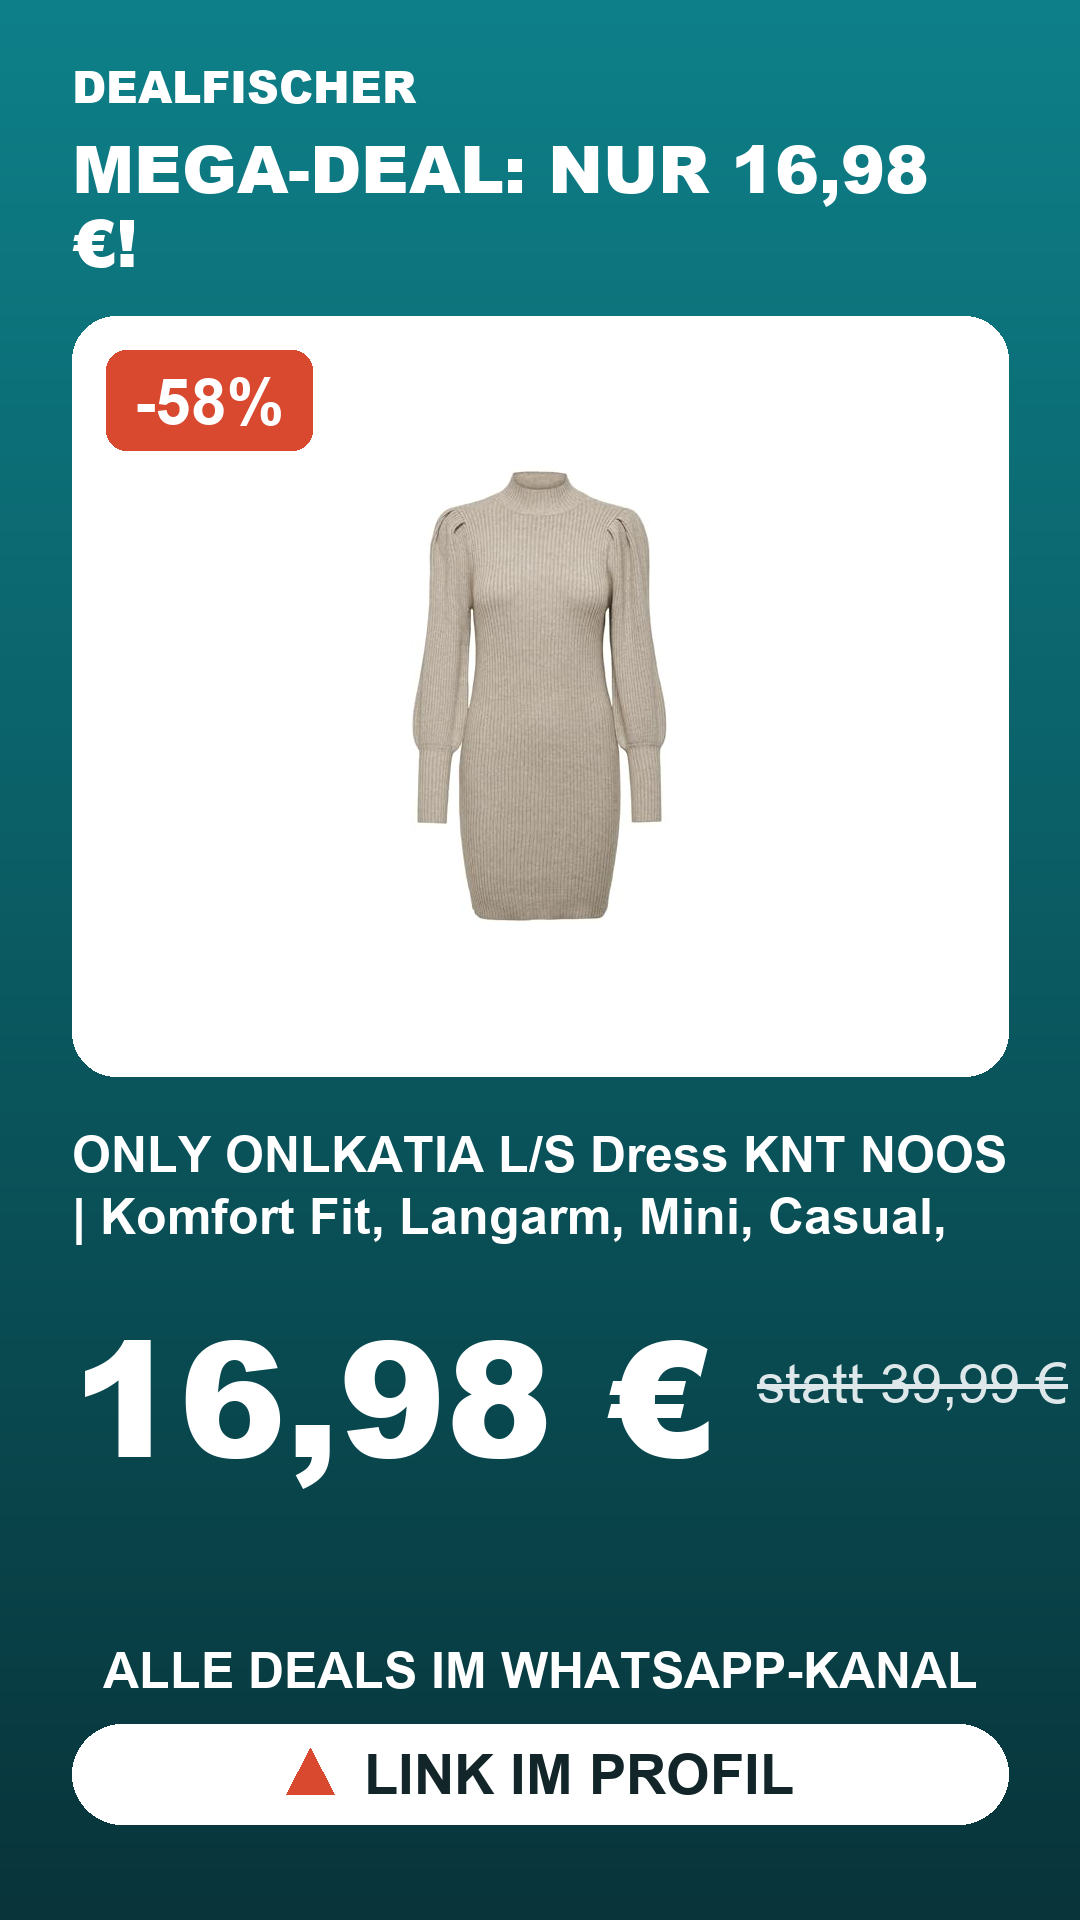 DEALFISCHER
MEGA-DEAL: NUR 16,98
€!
-58%
ONLY ONLKATIA L/S Dress KNT NOOS
| Komfort Fit, Langarm, Mini, Casual,
16,98 € statt 39,99 €
ALLE DEALS IM WHATSAPP-KANAL
LINK IM PROFIL